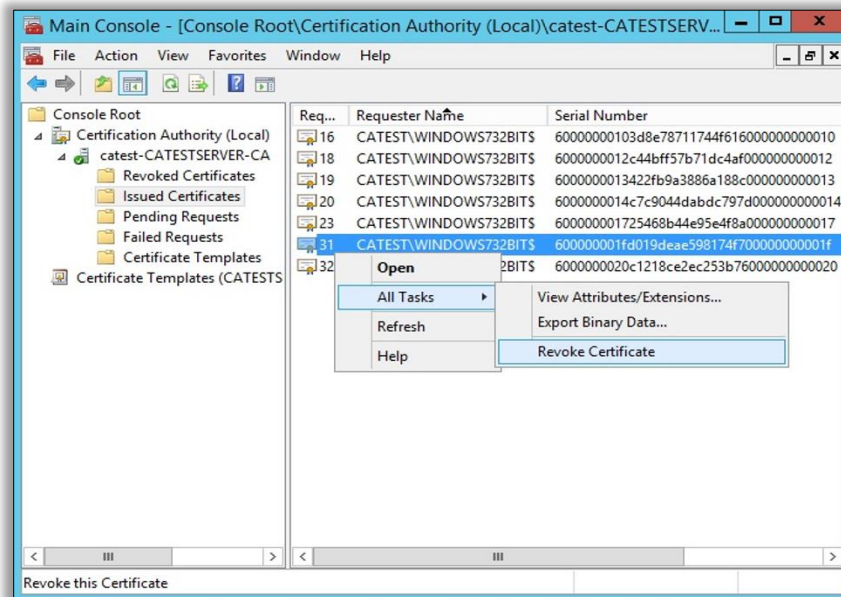 Main Console - [Console Root\Certification Authority (Local)\catest-CATESTSERV...
File Action View Favorites Window Help
Console Root
Certification Authority (Local)
catest-CATESTSERVER-CA
Revoked Certificates
Issued Certificates
Pending Requests
Failed Requests
Certificate Templates
Certificate Templates (CATESTS
Req... Requester Name Serial Number
16 CATEST\WINDOWS732BIT$ 60000000103d8e78711744f616000000000010
18 CATEST\WINDOWS732BIT$ 6000000012c44bff57b71dc4af000000000012
19 CATEST\WINDOWS732BIT$ 6000000013422fb9a3886a188c000000000013
20 CATEST\WINDOWS732BIT$ 6000000014c7c9044dabdc797d000000000014
23 CATEST\WINDOWS732BIT$ 600000001725468b44e95e4f8a000000000017
31 CATEST\WINDOWS732BIT$ 600000001fd019deae598174f700000000001f
32 2BIT$ 6000000020c1218ce2ec253b76000000000020
Open
All Tasks
Refresh
Help
View Attributes/Extensions...
Export Binary Data...
Revoke Certificate
Revoke this Certificate